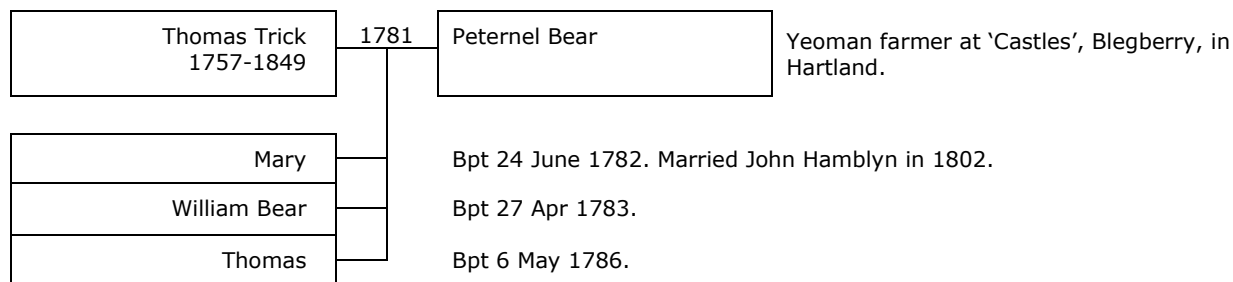 Thomas Trick
1757-1849
1781
Peternel Bear
Yeoman farmer at ‘Castles’, Blegberry, in
Hartland.
Mary
Bpt 24 June 1782. Married John Hamblyn in 1802.
William Bear
Bpt 27 Apr 1783.
Thomas
Bpt 6 May 1786.